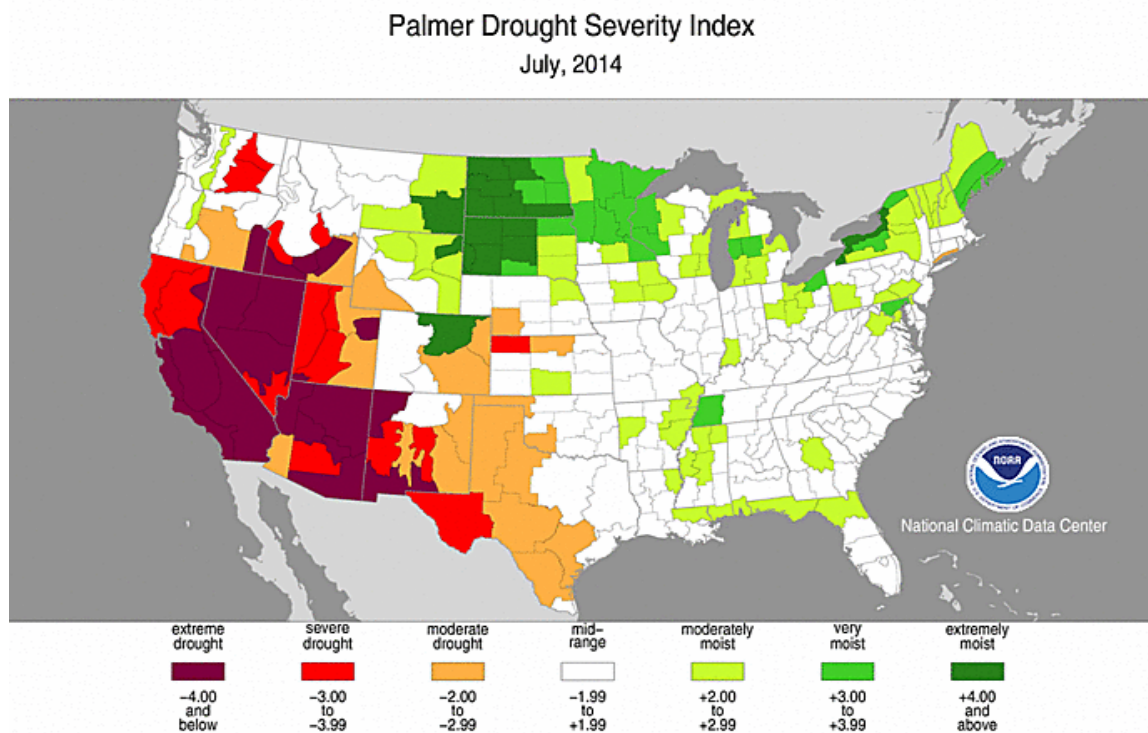 Palmer Drought Severity Index
July, 2014
NOAA
National Climatic Data Center
extreme severe moderate mid– moderately very extremely
drought drought drought range moist moist moist
−4.00 −3.00 −2.00 −1.99 +2.00 +3.00 +4.00
and to to to to to and
below −3.99 −2.99 +1.99 +2.99 +3.99 above